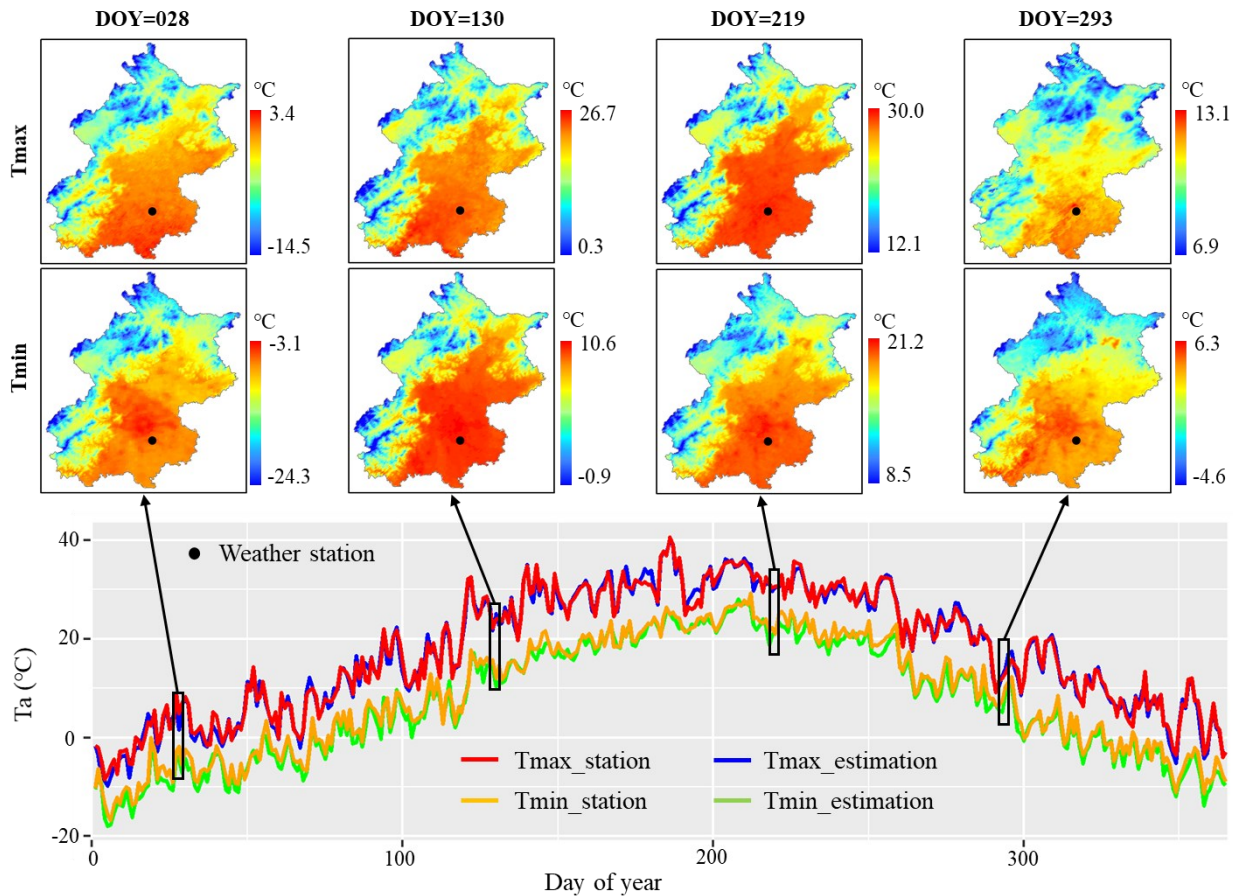 DOY=028 DOY=130 DOY=219 DOY=293
Tmax
°C 3.4 -14.5
°C 26.7 0.3
°C 30.0 12.1
°C 13.1 6.9
Tmin
°C -3.1 -24.3
°C 10.6 -0.9
°C 21.2 8.5
°C 6.3 -4.6
Ta (°C)
40
20
0
-20
Weather station
Tmax_station Tmax_estimation
Tmin_station Tmin_estimation
0 100 200 300
Day of year